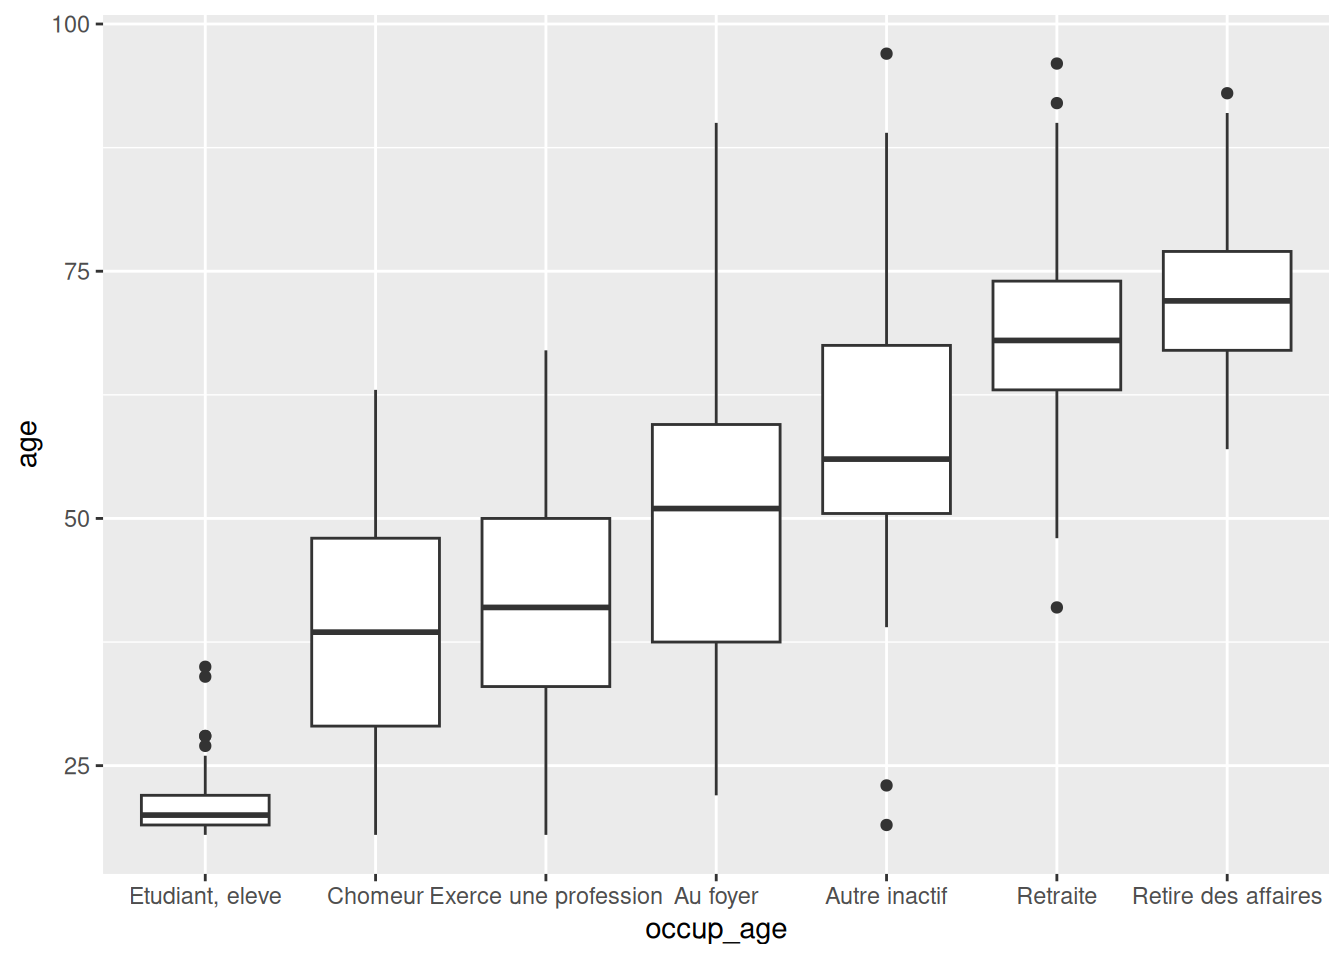 100
75
50
25
age
Etudiant, eleve
Chomeur
Exerce une profession
Au foyer
Autre inactif
Retraite
Retire des affaires
occup_age